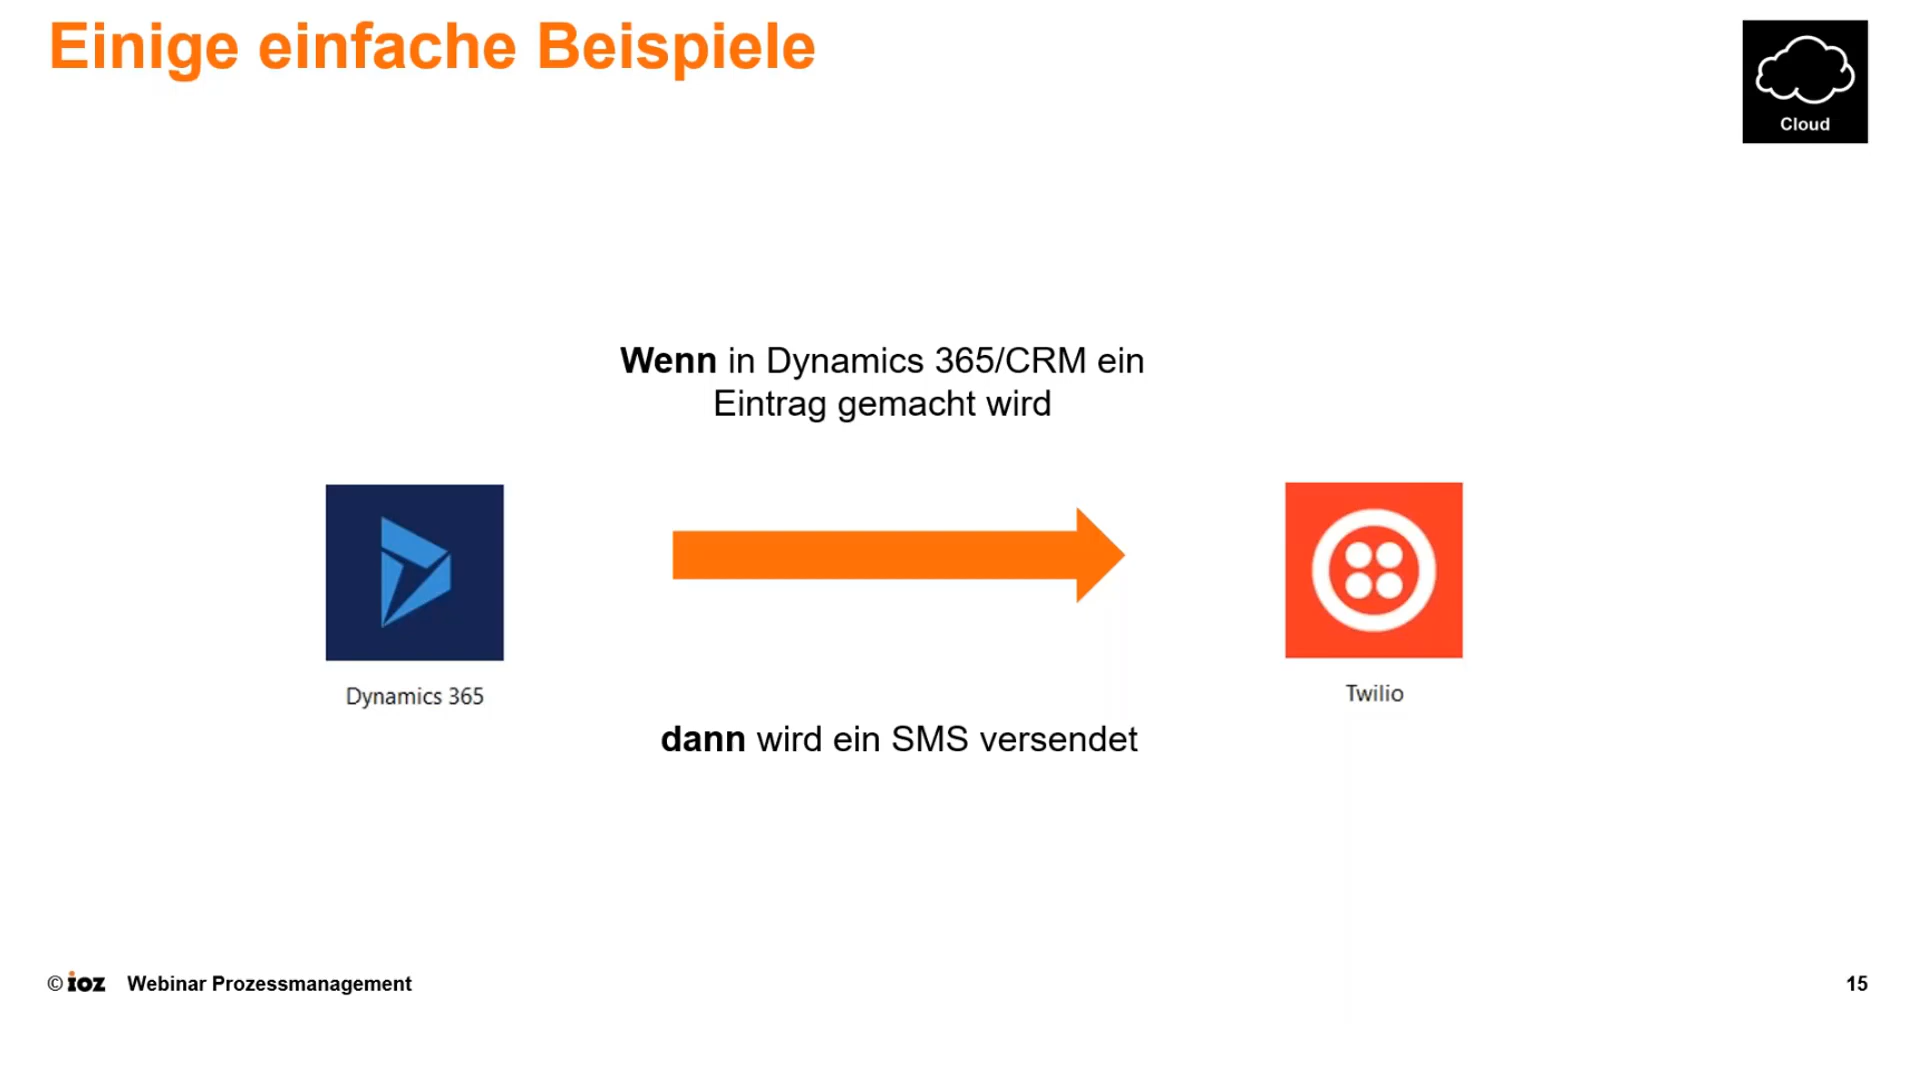 Einige einfache Beispiele
Cloud
Wenn in Dynamics 365/CRM ein
Eintrag gemacht wird
Dynamics 365
Twilio
dann wird ein SMS versendet
© ioz Webinar Prozessmanagement
15